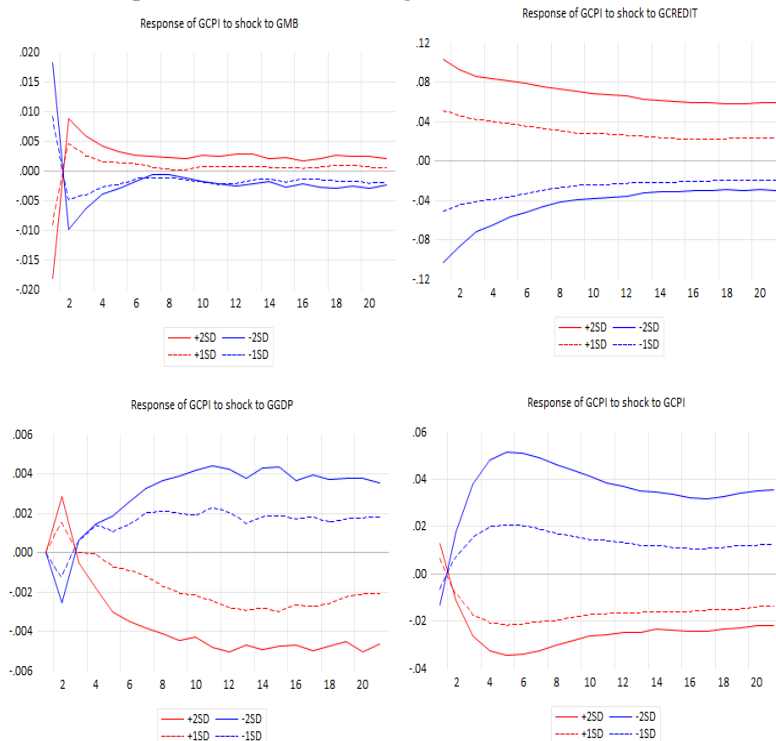 Response of GCPI to shock to GMB
.020
.015
.010
.005
.000
-.005
-.010
-.015
-.020
2 4 6 8 10 12 14 16 18 20
+2SD -2SD
+1SD -1SD
Response of GCPI to shock to GCREDIT
.12
.08
.04
.00
-.04
-.08
-.12
2 4 6 8 10 12 14 16 18 20
+2SD -2SD
+1SD -1SD
Response of GCPI to shock to GGDP
.006
.004
.002
.000
-.002
-.004
-.006
2 4 6 8 10 12 14 16 18 20
+2SD -2SD
+1SD -1SD
Response of GCPI to shock to GCPI
.06
.04
.02
.00
-.02
-.04
2 4 6 8 10 12 14 16 18 20
+2SD -2SD
+1SD -1SD